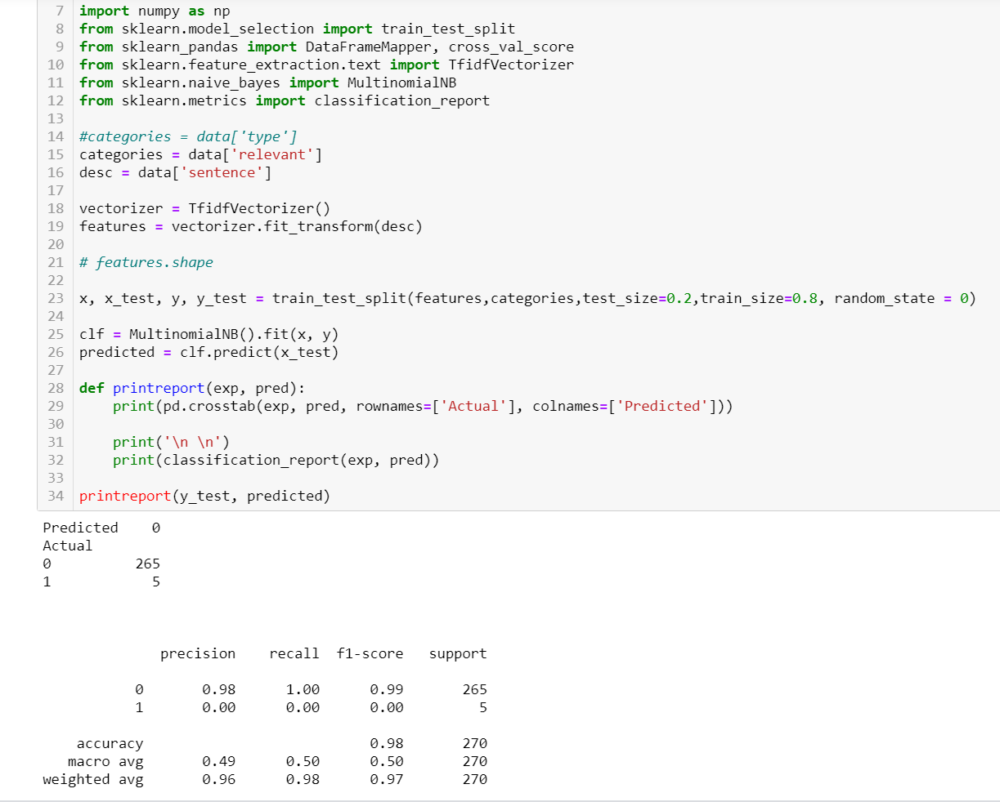 7 import numpy as np
8 from sklearn.model_selection import train_test_split
9 from sklearn_pandas import DataFrameMapper, cross_val_score
10 from sklearn.feature_extraction.text import TfidfVectorizer
11 from sklearn.naive_bayes import MultinomialNB
12 from sklearn.metrics import classification_report
13
14 #categories = data['type']
15 categories = data['relevant']
16 desc = data['sentence']
17
18 vectorizer = TfidfVectorizer()
19 features = vectorizer.fit_transform(desc)
20
21 # features.shape
22
23 x, x_test, y, y_test = train_test_split(features,categories,test_size=0.2,train_size=0.8, random_state = 0)
24
25 clf = MultinomialNB().fit(x, y)
26 predicted = clf.predict(x_test)
27
28 def printreport(exp, pred):
29     print(pd.crosstab(exp, pred, rownames=['Actual'], colnames=['Predicted']))
30
31     print('\n \n')
32     print(classification_report(exp, pred))
33
34 printreport(y_test, predicted)
Predicted    0
Actual
0          265
1            5
              precision    recall  f1-score   support
           0       0.98      1.00      0.99       265
           1       0.00      0.00      0.00         5
    accuracy                           0.98       270
   macro avg       0.49      0.50      0.50       270
weighted avg       0.96      0.98      0.97       270